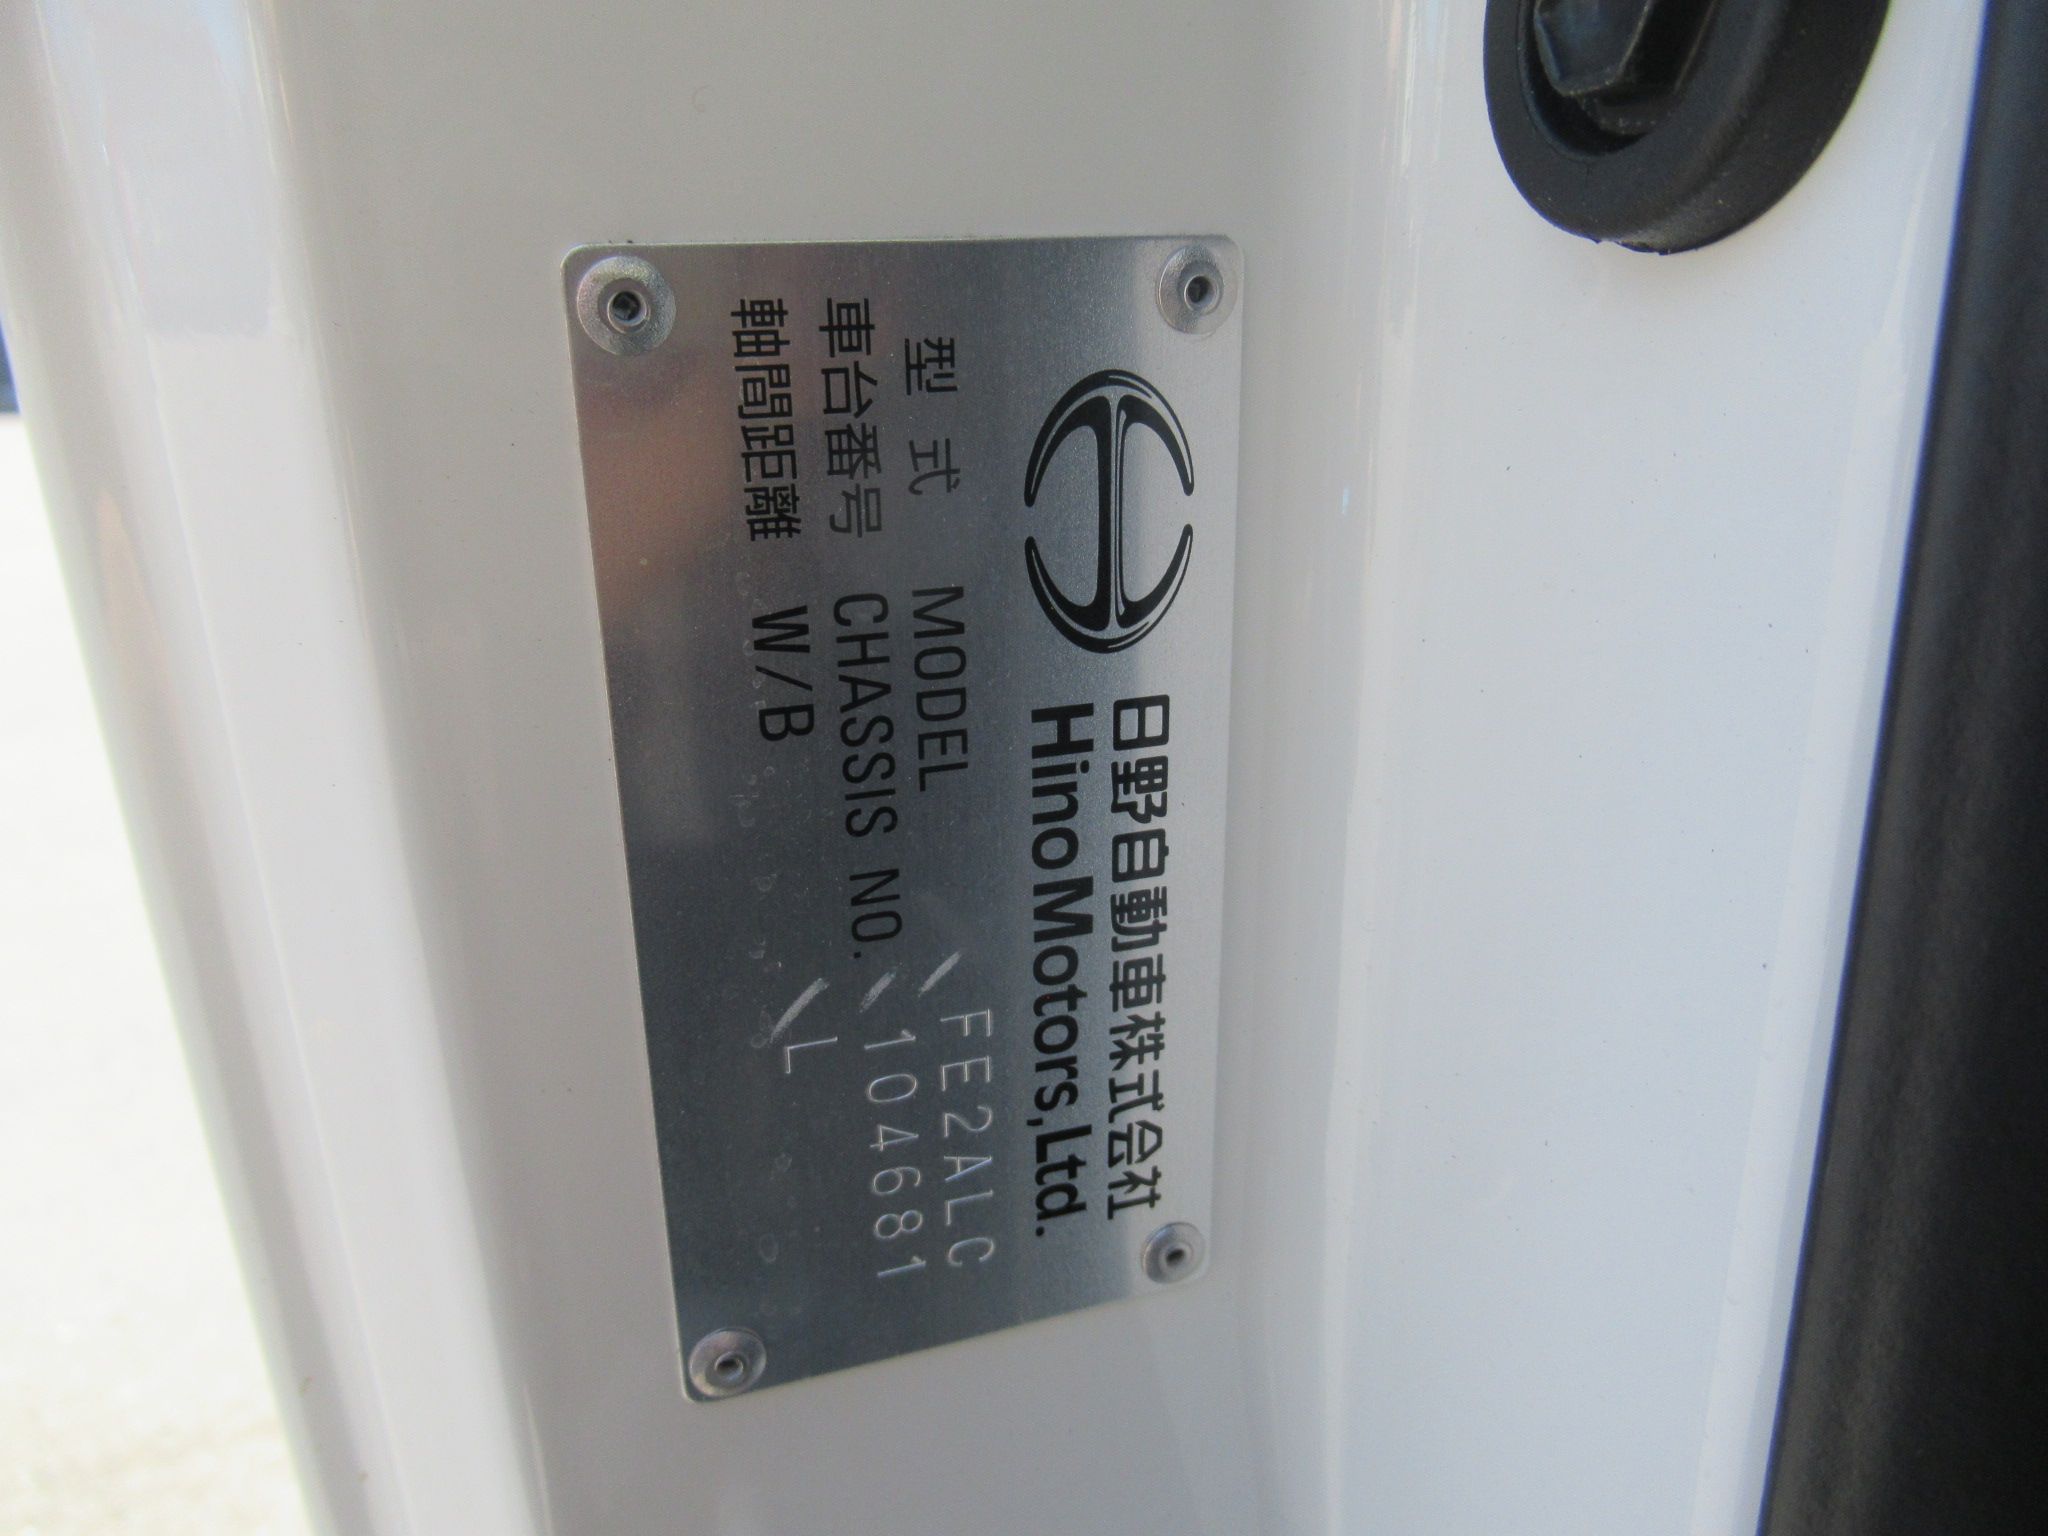 日野自動車株式会社
Hino Motors, Ltd.
型式 MODEL FE2ALC
車台番号 CHASSIS NO. 104681
軸間距離 W/B L